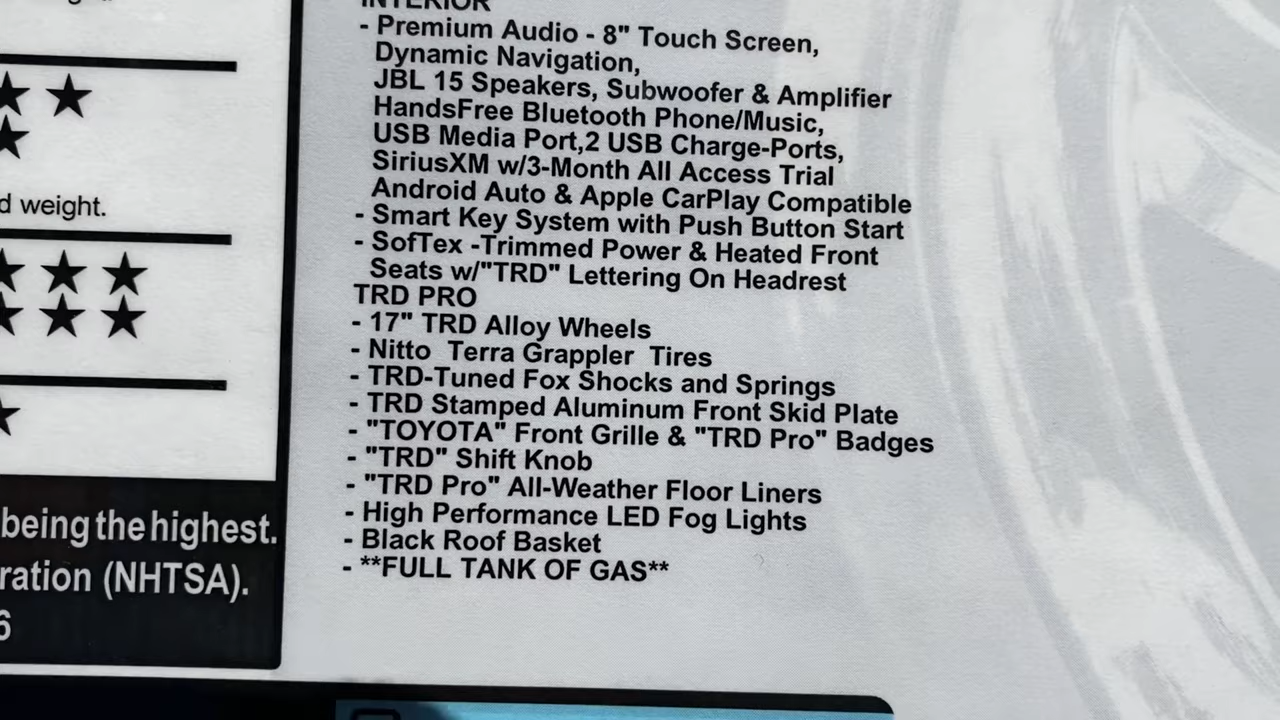 d weight.
being the highest.
ration (NHTSA).
6
INTERIOR
- Premium Audio - 8" Touch Screen,
Dynamic Navigation,
JBL 15 Speakers, Subwoofer & Amplifier
HandsFree Bluetooth Phone/Music,
USB Media Port,2 USB Charge-Ports,
SiriusXM w/3-Month All Access Trial
Android Auto & Apple CarPlay Compatible
- Smart Key System with Push Button Start
- SofTex -Trimmed Power & Heated Front
Seats w/"TRD" Lettering On Headrest
TRD PRO
- 17" TRD Alloy Wheels
- Nitto Terra Grappler Tires
- TRD-Tuned Fox Shocks and Springs
- TRD Stamped Aluminum Front Skid Plate
- "TOYOTA" Front Grille & "TRD Pro" Badges
- "TRD" Shift Knob
- "TRD Pro" All-Weather Floor Liners
- High Performance LED Fog Lights
- Black Roof Basket
- **FULL TANK OF GAS**